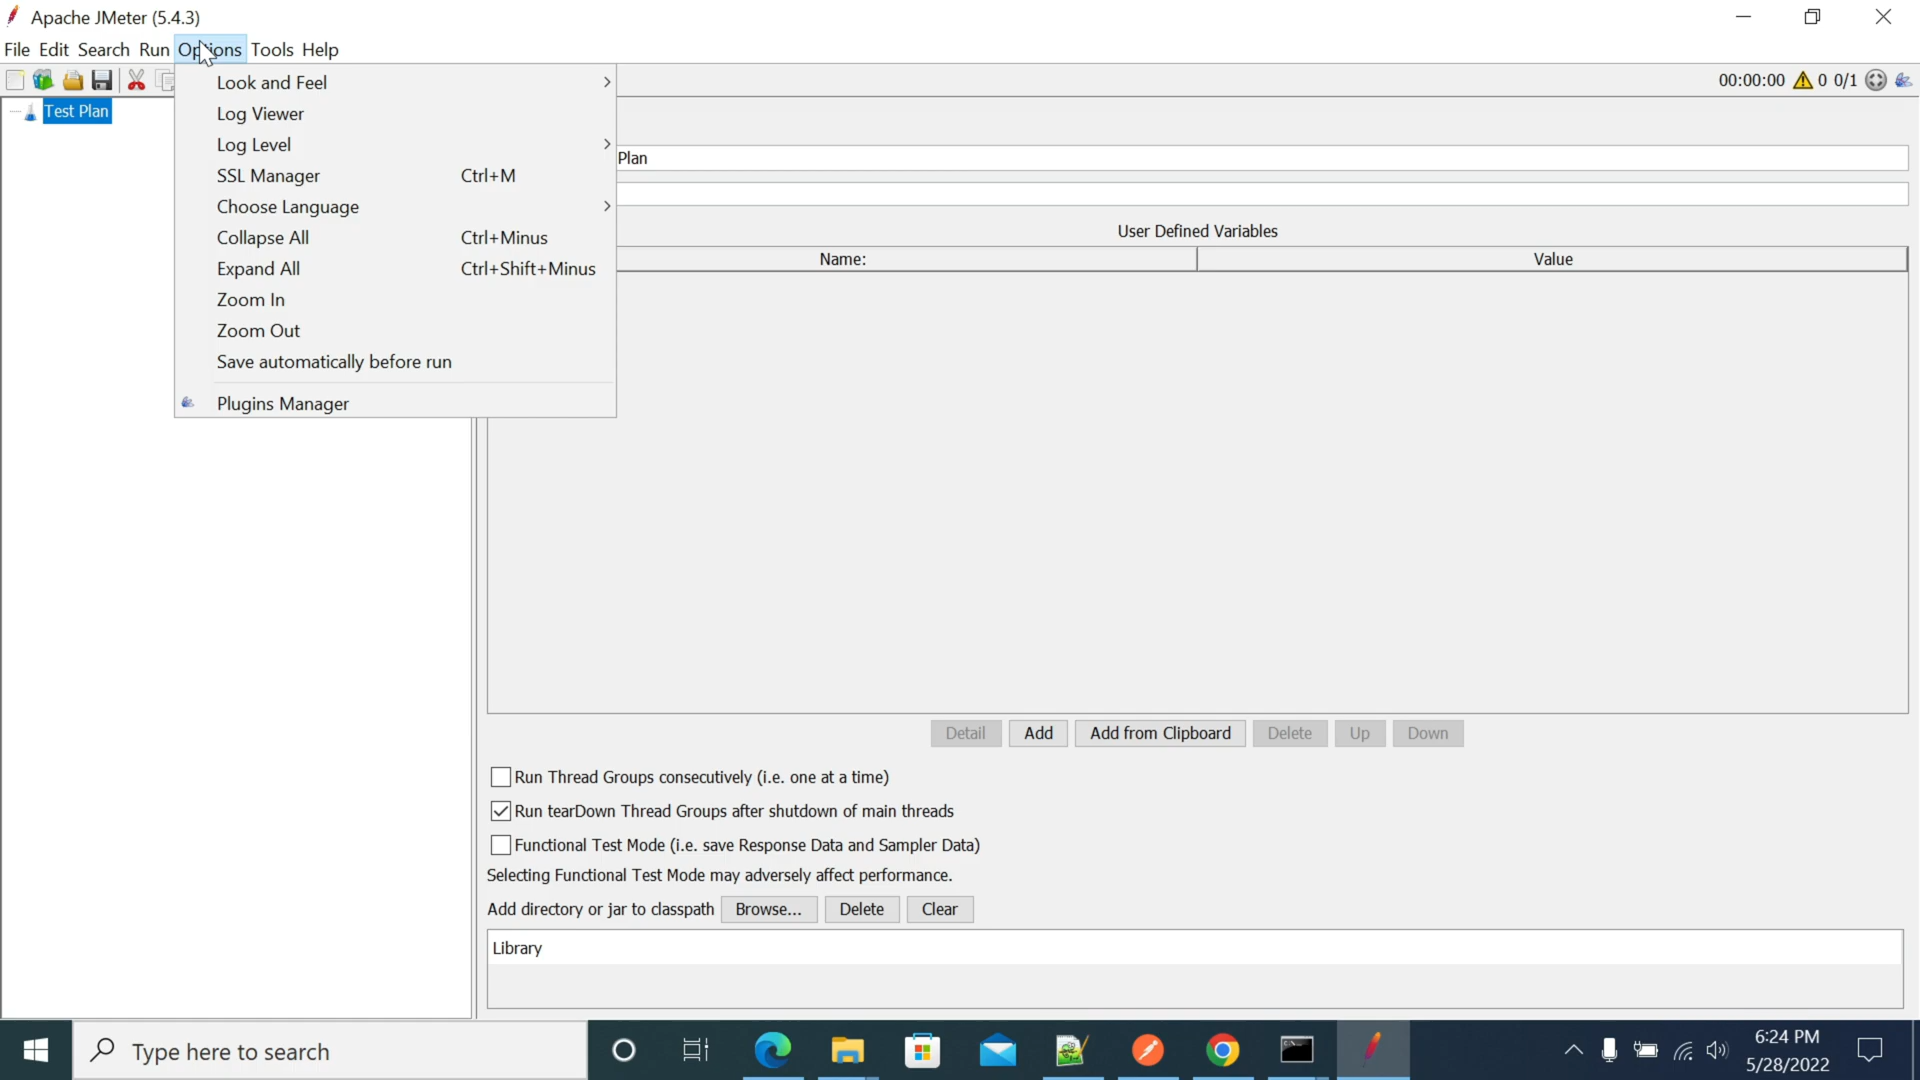 Apache JMeter (5.4.3)
File Edit Search Run Options Tools Help
00:00:00 0 0/1
Test Plan
Look and Feel
Log Viewer
Log Level
SSL Manager Ctrl+M
Choose Language
Collapse All Ctrl+Minus
Expand All Ctrl+Shift+Minus
Zoom In
Zoom Out
Save automatically before run
Plugins Manager
Plan
User Defined Variables
Name: Value
Detail Add Add from Clipboard Delete Up Down
Run Thread Groups consecutively (i.e. one at a time)
Run tearDown Thread Groups after shutdown of main threads
Functional Test Mode (i.e. save Response Data and Sampler Data)
Selecting Functional Test Mode may adversely affect performance.
Add directory or jar to classpath Browse... Delete Clear
Library
Type here to search
6:24 PM
5/28/2022